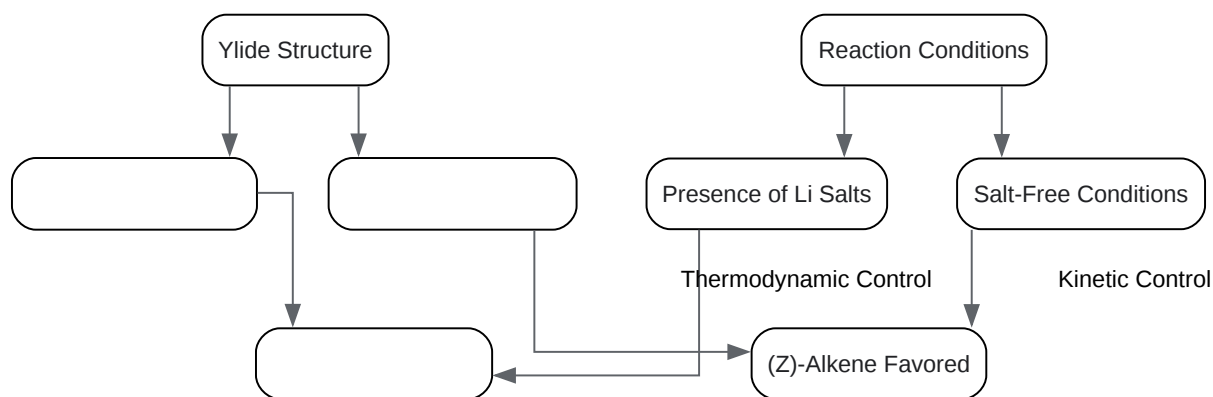 Ylide Structure
Reaction Conditions
Presence of Li Salts
Salt-Free Conditions
Thermodynamic Control
Kinetic Control
(Z)-Alkene Favored